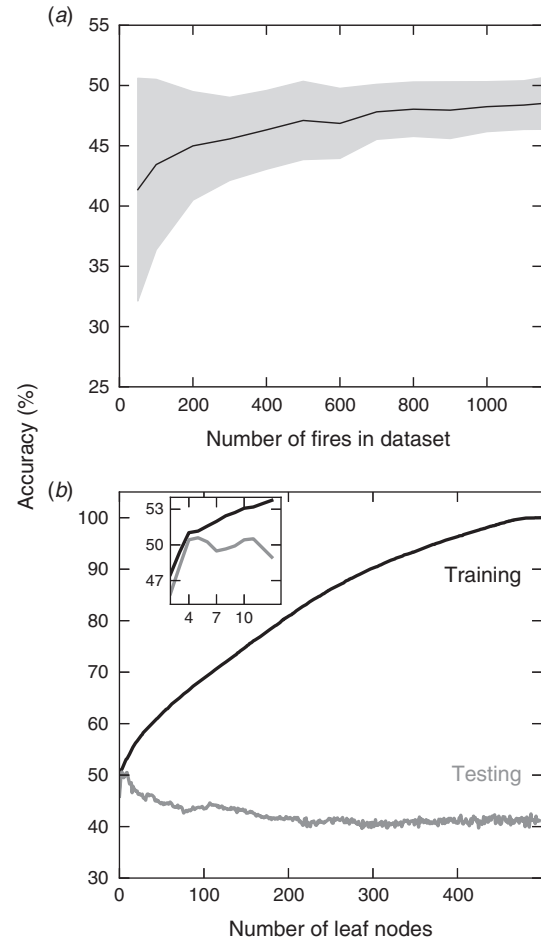 (a)
55
50
45
40
35
30
25
0 200 400 600 800 1000
Number of fires in dataset
Accuracy (%)
(b)
100
90
80
70
60
50
40
30
53
50
47
4 7 10
Training
Testing
0 100 200 300 400
Number of leaf nodes